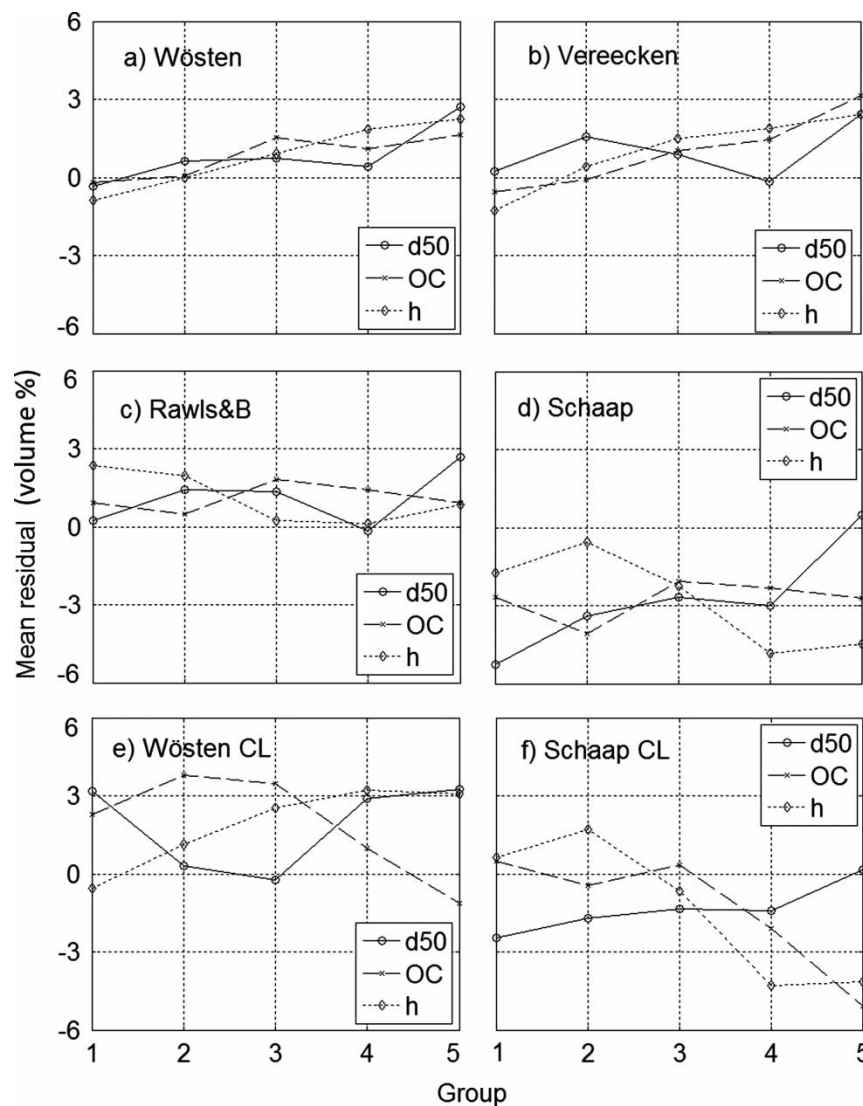 6
3
0
-3
-6
a) Wösten
d50
OC
h
b) Vereecken
d50
OC
h
6
3
0
-3
-6
c) Rawls&B
d50
OC
h
d) Schaap
d50
OC
h
Mean residual (volume %)
6
3
0
-3
-6
e) Wösten CL
d50
OC
h
f) Schaap CL
d50
OC
h
1 2 3 4 5 1 2 3 4 5
Group